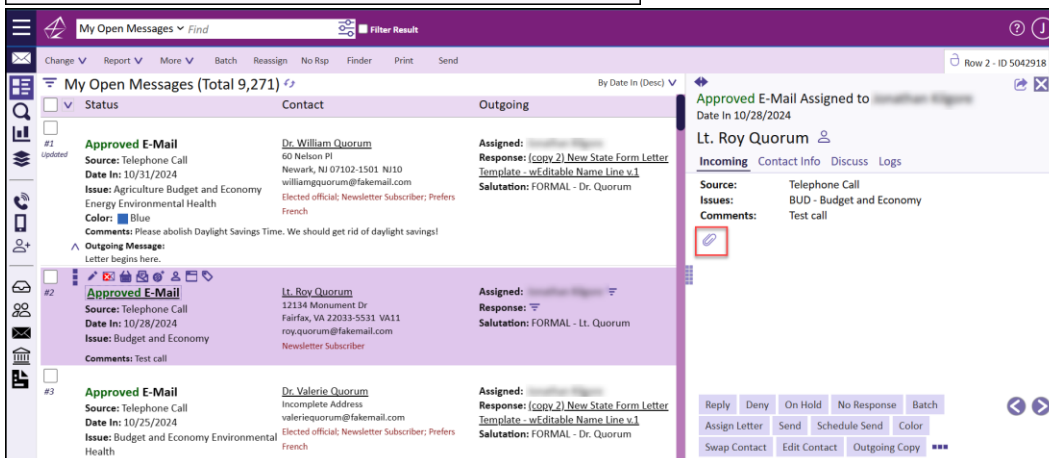 My Open Messages Find
Filter Result
?
J
Change Report More Batch Reassign No Rsp Finder Print Send
Row 2 - ID 5042918
My Open Messages (Total 9,271)
By Date In (Desc)
Status Contact Outgoing
#1
Updated
Approved E-Mail
Source: Telephone Call
Date In: 10/31/2024
Issue: Agriculture Budget and Economy
Energy Environmental Health
Color: Blue
Comments: Please abolish Daylight Savings Time. We should get rid of daylight savings!
Outgoing Message:
Letter begins here.
Dr. William Quorum
60 Nelson Pl
Newark, NJ 07102-1501 NJ10
williamgquorum@fakemail.com
Elected official; Newsletter Subscriber; Prefers
French
Assigned:
Response: (copy 2) New State Form Letter
Template - wEditable Name Line v.1
Salutation: FORMAL - Dr. Quorum
#2
Approved E-Mail
Source: Telephone Call
Date In: 10/28/2024
Issue: Budget and Economy
Comments: Test call
Lt. Roy Quorum
12134 Monument Dr
Fairfax, VA 22033-5531 VA11
roy.quorum@fakemail.com
Newsletter Subscriber
Assigned:
Response:
Salutation: FORMAL - Lt. Quorum
#3
Approved E-Mail
Source: Telephone Call
Date In: 10/25/2024
Issue: Budget and Economy Environmental
Health
Dr. Valerie Quorum
Incomplete Address
valeriequorum@fakemail.com
Elected official; Newsletter Subscriber; Prefers
French
Assigned:
Response: (copy 2) New State Form Letter
Template - wEditable Name Line v.1
Salutation: FORMAL - Dr. Quorum
Approved E-Mail Assigned to
Date In 10/28/2024
Lt. Roy Quorum
Incoming Contact Info Discuss Logs
Source: Telephone Call
Issues: BUD - Budget and Economy
Comments: Test call
Reply Deny On Hold No Response Batch
Assign Letter Send Schedule Send Color
Swap Contact Edit Contact Outgoing Copy